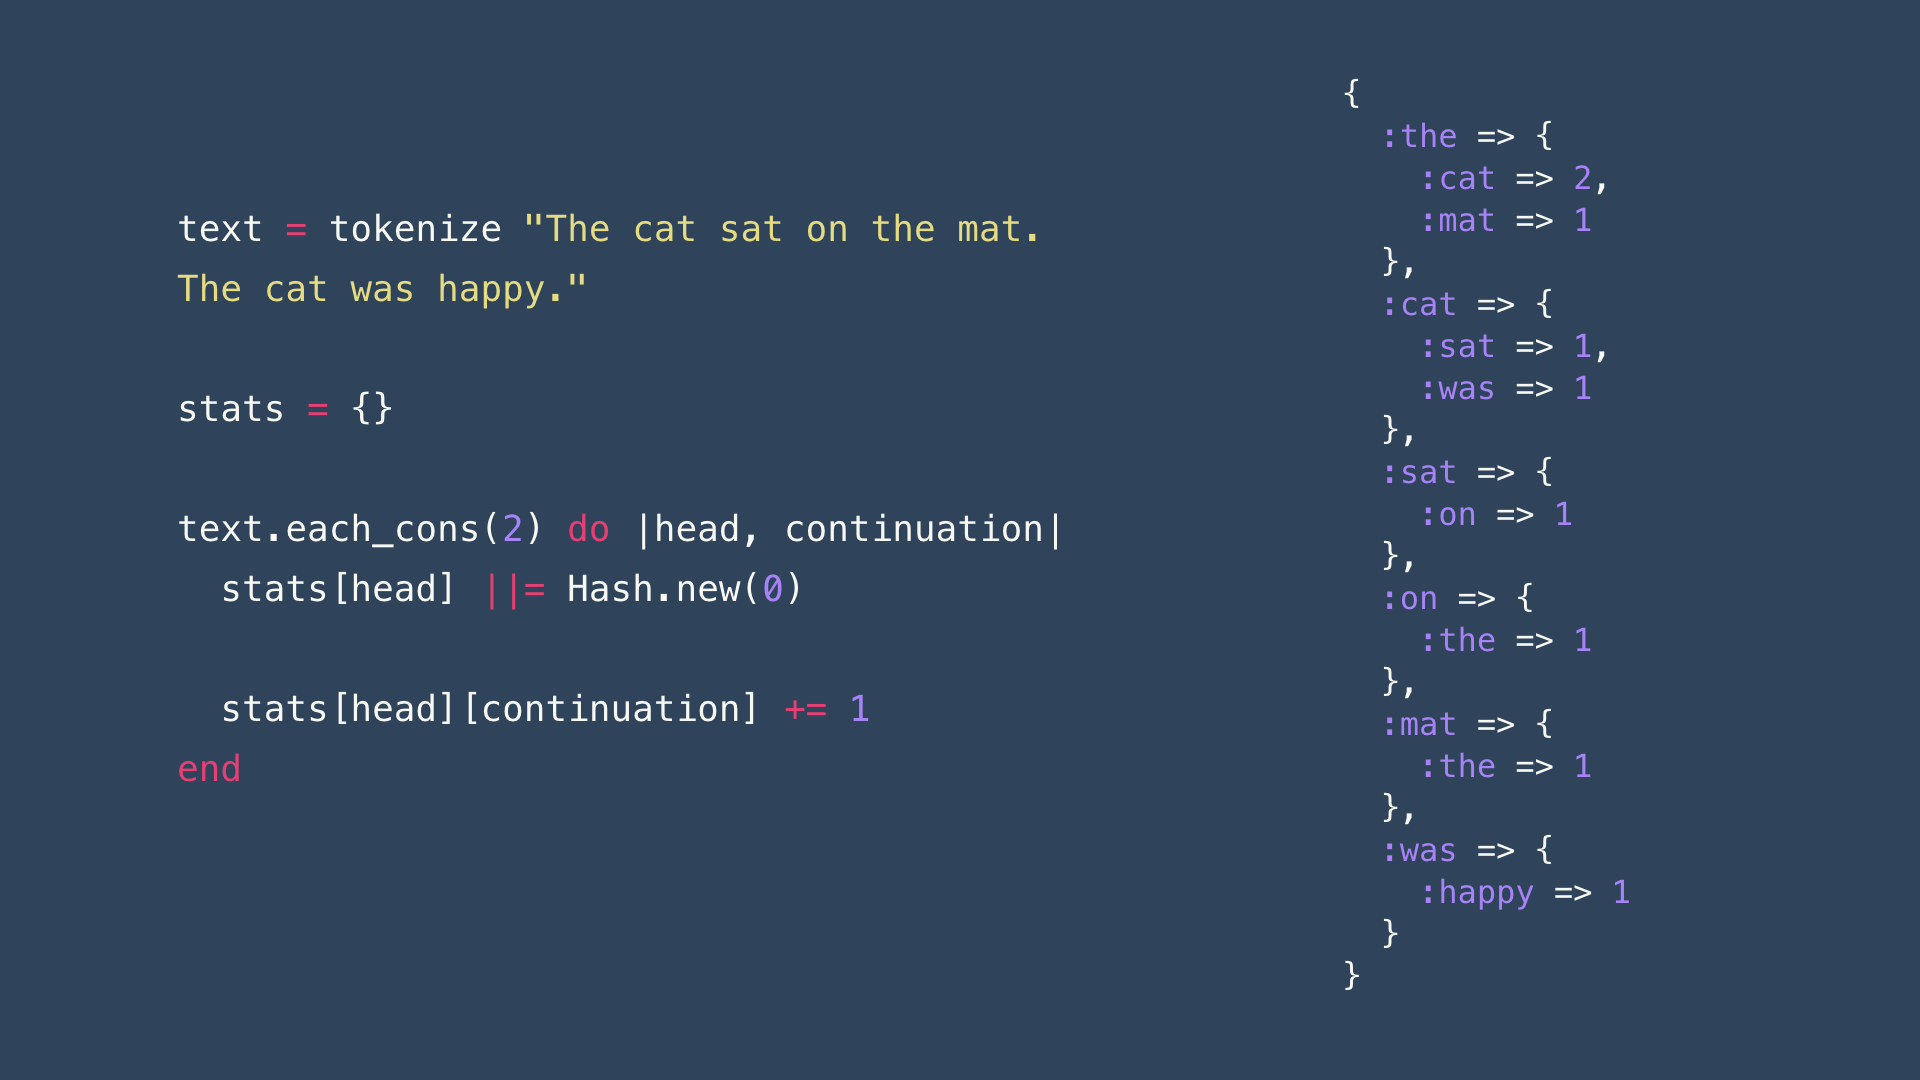 text = tokenize "The cat sat on the mat.
The cat was happy."
stats = {}
text.each_cons(2) do |head, continuation|
  stats[head] ||= Hash.new(0)
  stats[head][continuation] += 1
end
{
  :the => {
    :cat => 2,
    :mat => 1
  },
  :cat => {
    :sat => 1,
    :was => 1
  },
  :sat => {
    :on => 1
  },
  :on => {
    :the => 1
  },
  :mat => {
    :the => 1
  },
  :was => {
    :happy => 1
  }
}